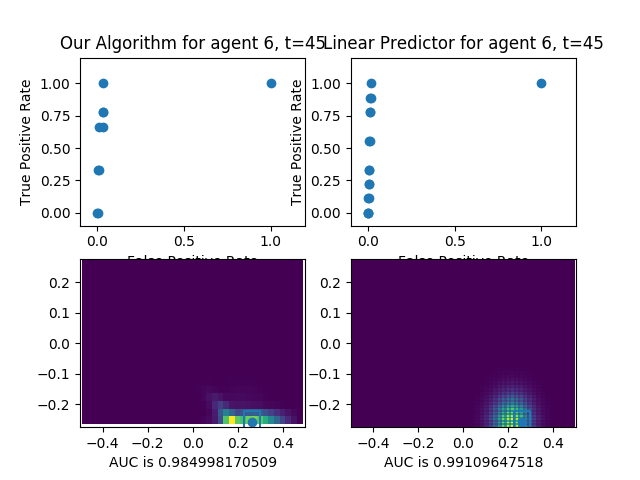 Our Algorithm for agent 6, t=45
Linear Predictor for agent 6, t=45
True Positive Rate
1.00
0.75
0.50
0.25
0.00
0.0 0.5 1.0
False Positive Rate
True Positive Rate
1.00
0.75
0.50
0.25
0.00
0.0 0.5 1.0
False Positive Rate
0.2
0.1
0.0
−0.1
−0.2
−0.4 −0.2 0.0 0.2 0.4
AUC is 0.984998170509
0.2
0.1
0.0
−0.1
−0.2
−0.4 −0.2 0.0 0.2 0.4
AUC is 0.99109647518